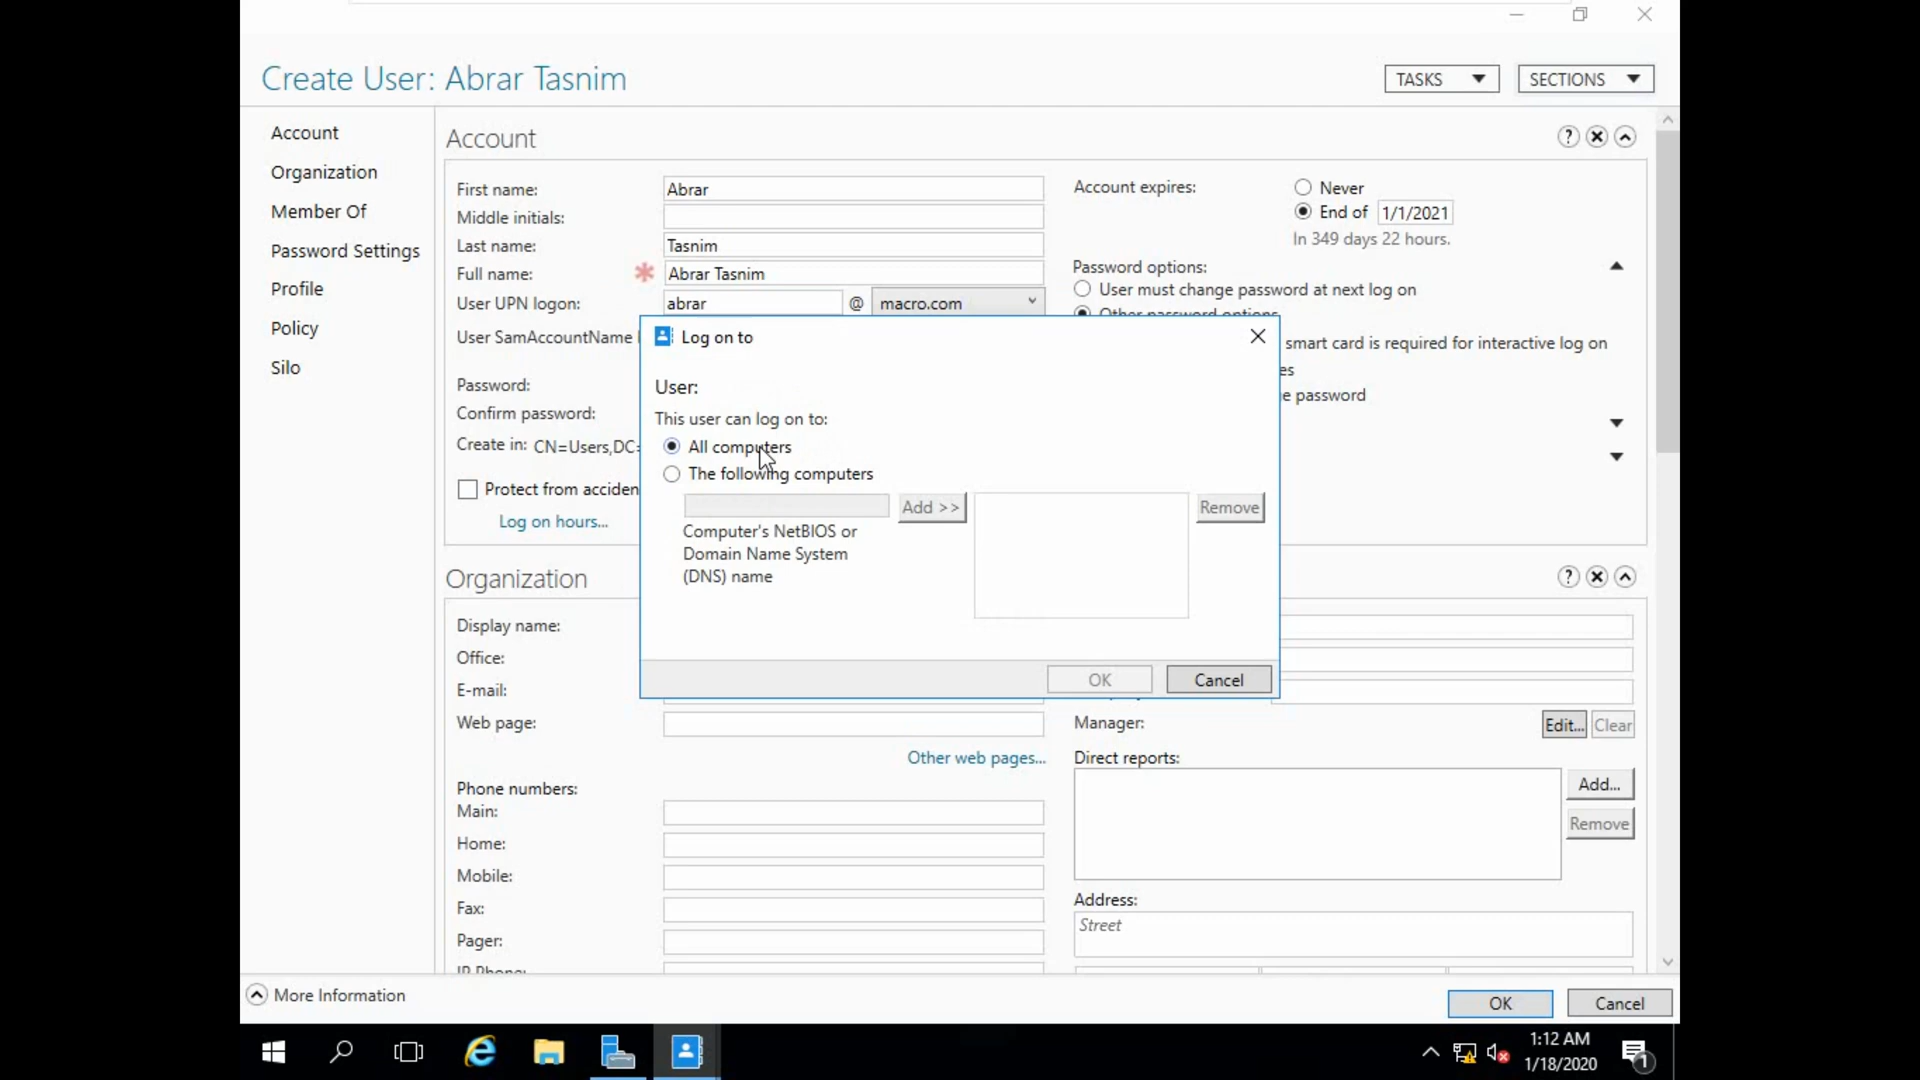 Create User: Abrar Tasnim
TASKS
SECTIONS
Account
Organization
Member Of
Password Settings
Profile
Policy
Silo
Account
First name: Abrar
Middle initials:
Last name: Tasnim
Full name: Abrar Tasnim
User UPN logon: abrar @ macro.com
User SamAccountName
Password:
Confirm password:
Create in: CN=Users,DC=
Protect from acciden
Log on hours...
Account expires:
Never
End of 1/1/2021
In 349 days 22 hours.
Password options:
User must change password at next log on
Other password options
smart card is required for interactive log on
es
e password
Log on to
User:
This user can log on to:
All computers
The following computers
Add >>
Remove
Computer's NetBIOS or
Domain Name System
(DNS) name
OK
Cancel
Organization
Display name:
Office:
E-mail:
Web page:
Other web pages...
Phone numbers:
Main:
Home:
Mobile:
Fax:
Pager:
IP Phone:
Manager:
Edit...
Clear
Direct reports:
Add...
Remove
Address:
Street
More Information
OK
Cancel
1:12 AM
1/18/2020
1